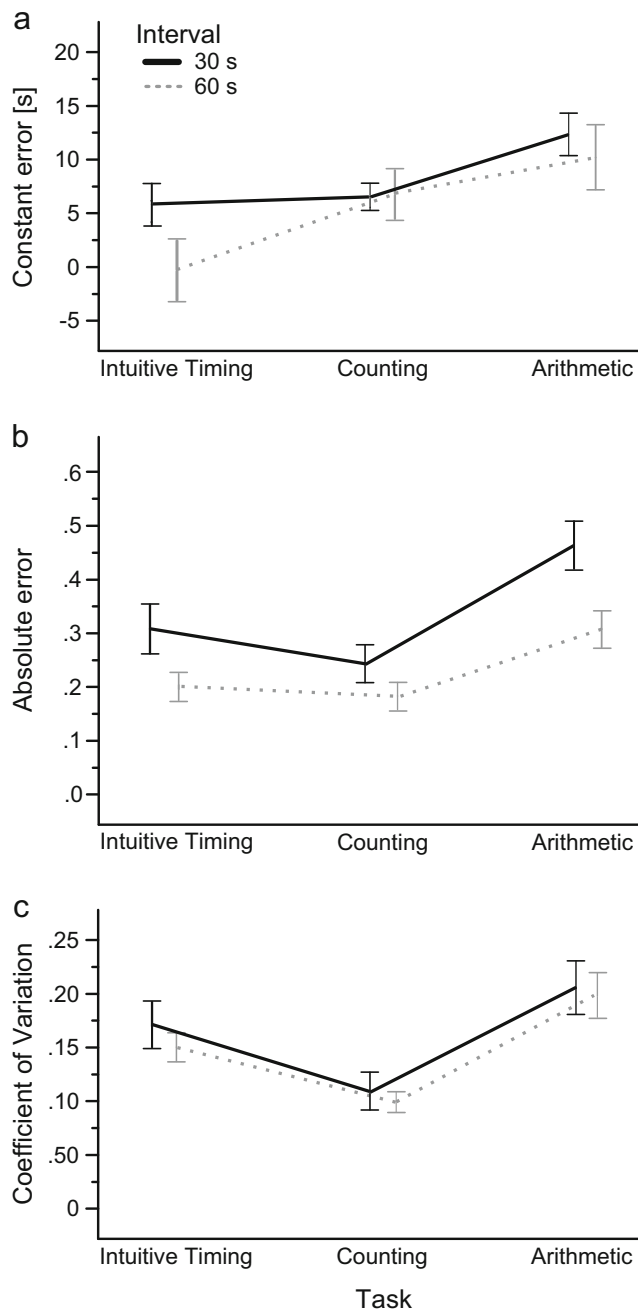 a
Interval
30 s
60 s
Constant error [s]
20
15
10
5
0
-5
Intuitive Timing Counting Arithmetic
b
Absolute error
.6
.5
.4
.3
.2
.1
.0
Intuitive Timing Counting Arithmetic
c
Coefficient of Variation
.25
.20
.15
.10
.50
0
Intuitive Timing Counting Arithmetic
Task